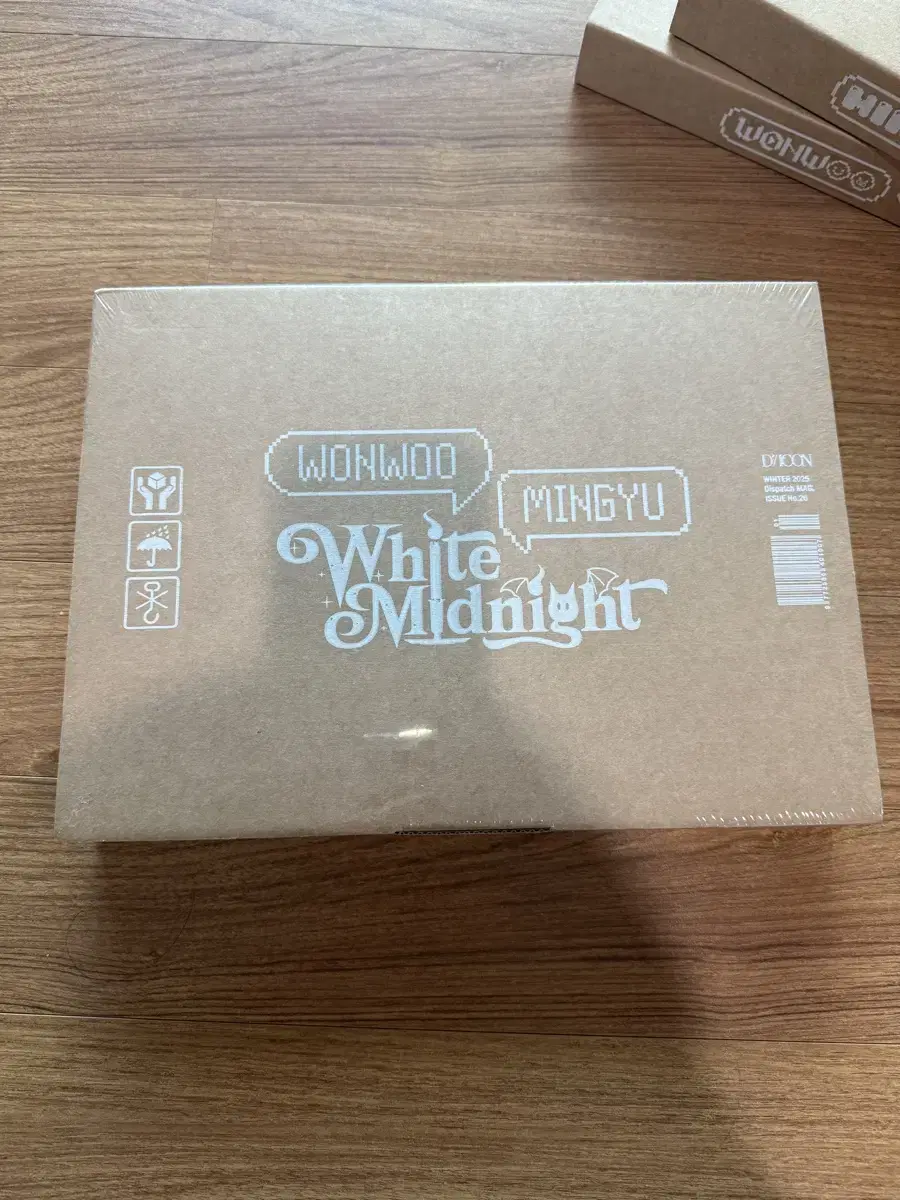 WONWOO
WONWOO
MINGYU
White
Midnight
D//ICON
WINTER 2025
Dispatch MAG.
ISSUE No.26